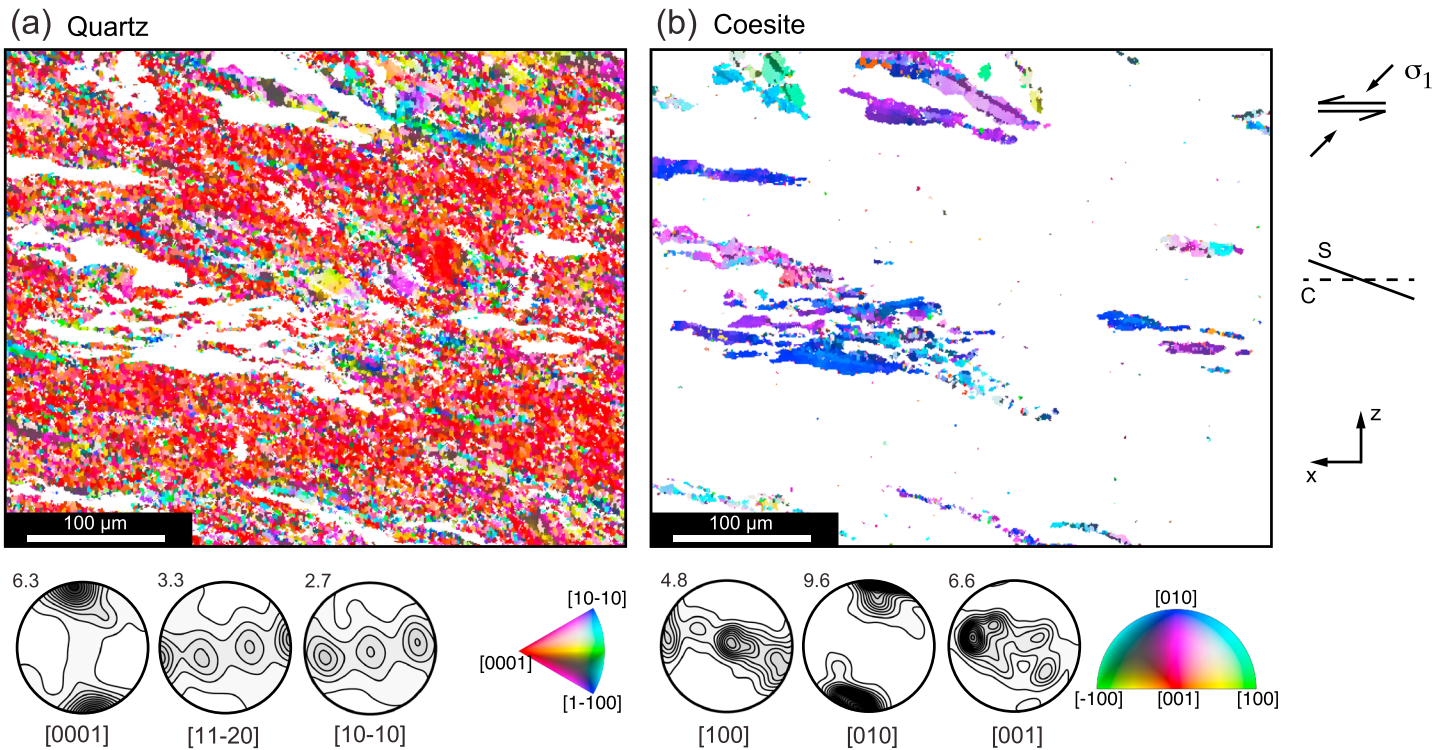 (a) Quartz
(b) Coesite
σ1
S
C
z
x
100 µm
100 µm
6.3
3.3
2.7
4.8
9.6
6.6
[10-10]
[0001]
[1-100]
[010]
[-100]
[001]
[100]
[0001]
[11-20]
[10-10]
[100]
[010]
[001]